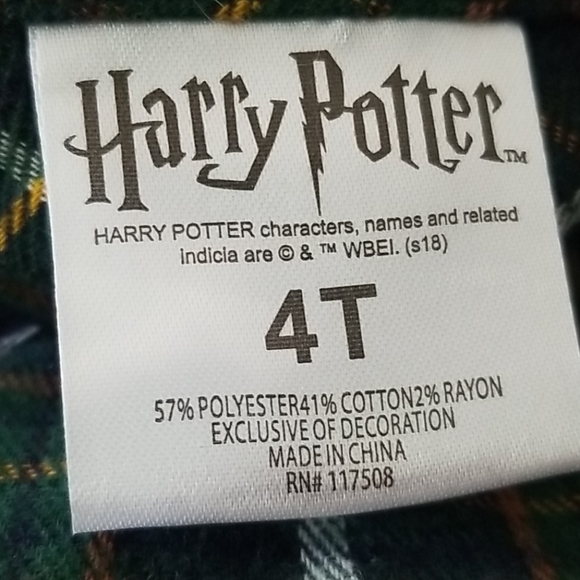 Harry Potter™
HARRY POTTER characters, names and related
indicia are © & ™ WBEI. (s18)
4T
57% POLYESTER41% COTTON2% RAYON
EXCLUSIVE OF DECORATION
MADE IN CHINA
RN# 117508